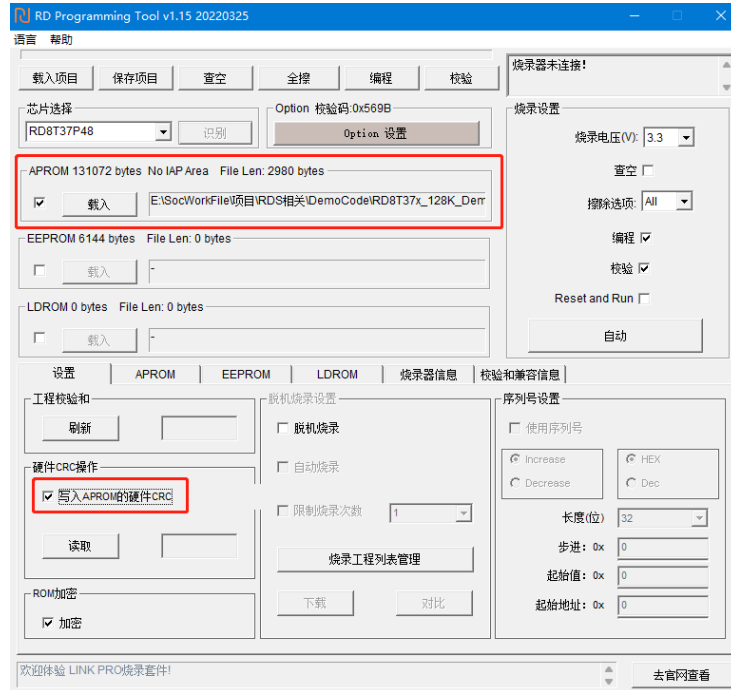 RD Programming Tool v1.15 20220325
语言 帮助
载入项目 保存项目 查空 全擦 编程 校验
烧录器未连接!
芯片选择
RD8T37P48
识别
Option 校验码:0x569B
Option 设置
APROM 131072 bytes No IAP Area File Len: 2980 bytes
载入
E:\SocWorkFile\项目\RDS相关\DemoCode\RD8T37x_128K_Dem
EEPROM 6144 bytes File Len: 0 bytes
载入
-
LDROM 0 bytes File Len: 0 bytes
载入
-
烧录设置
烧录电压(V): 3.3
查空
擦除选项: All
编程
校验
Reset and Run
自动
设置 APROM EEPROM LDROM 烧录器信息 校验和兼容信息
工程校验和
刷新
硬件CRC操作
写入APROM的硬件CRC
读取
ROM加密
加密
脱机烧录设置
脱机烧录
自动烧录
限制烧录次数 1
烧录工程列表管理
下载 对比
序列号设置
使用序列号
Increase HEX
Decrease Dec
长度(位) 32
步进: 0x 0
起始值: 0x 0
起始地址: 0x 0
欢迎体验 LINK PRO烧录套件!
去官网查看